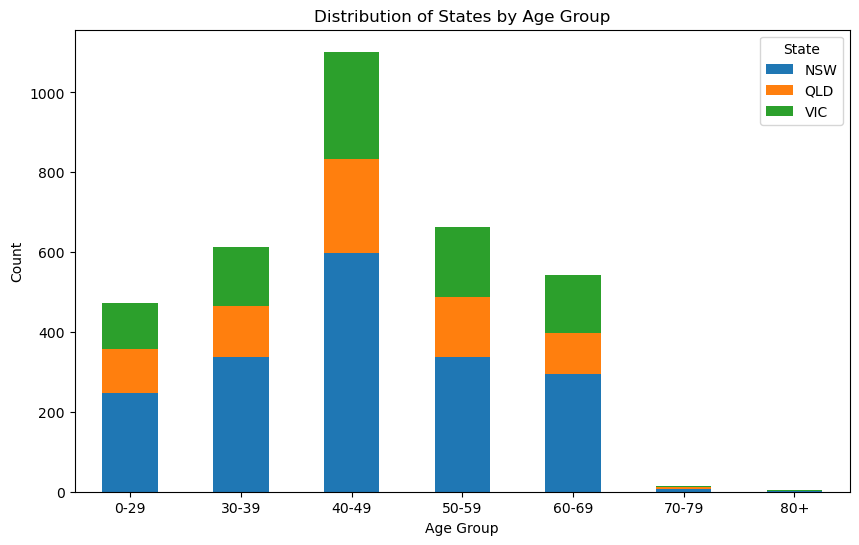 Distribution of States by Age Group
State
NSW
QLD
VIC
1000
800
600
400
200
0
Count
0-29 30-39 40-49 50-59 60-69 70-79 80+
Age Group